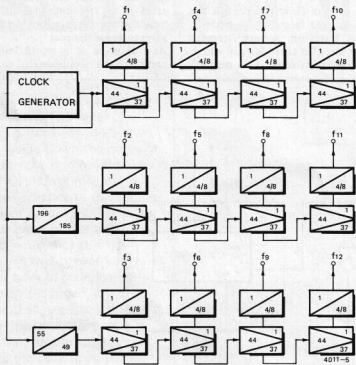 f1 f4 f7 f10
1 4/8 1 4/8 1 4/8 1 4/8
CLOCK GENERATOR
44 1 37 44 1 37 44 1 37 44 1 37
f2 f5 f8 f11
1 4/8 1 4/8 1 4/8 1 4/8
196 185 44 1 37 44 1 37 44 1 37 44 1 37
f3 f6 f9 f12
1 4/8 1 4/8 1 4/8 1 4/8
55 49 44 1 37 44 1 37 44 1 37 44 1 37
4011-5